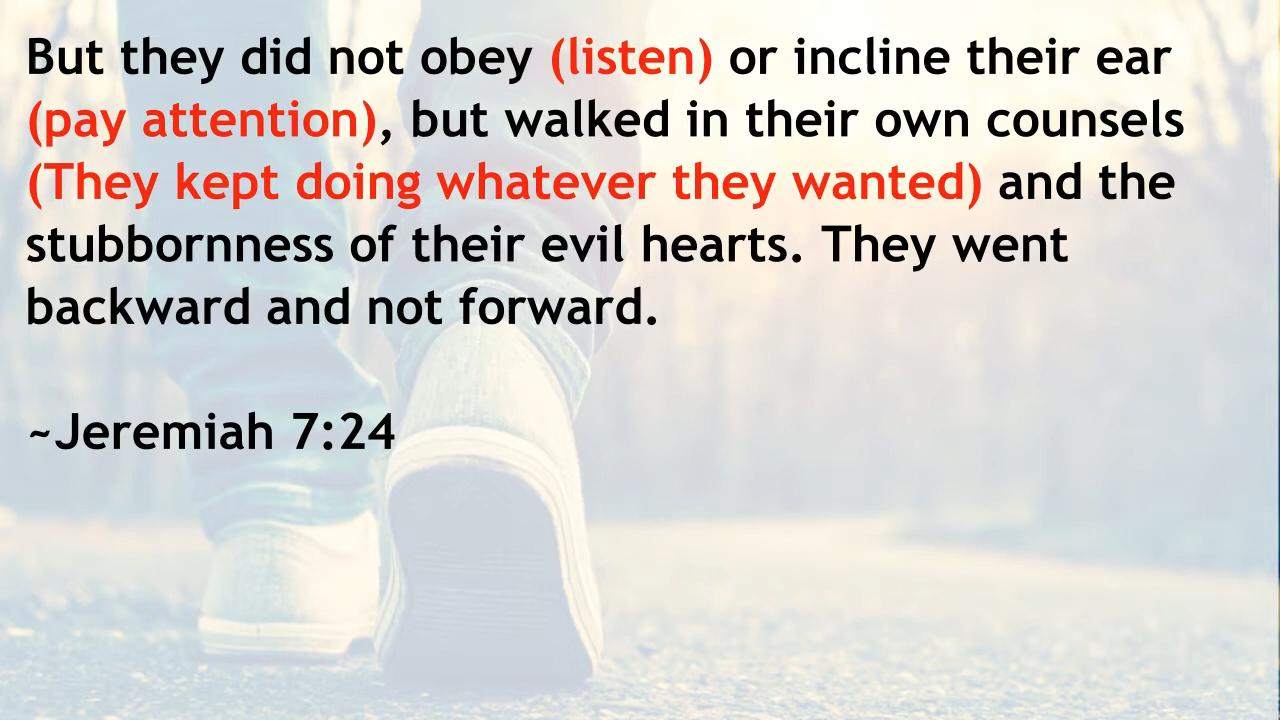 But they did not obey (listen) or incline their ear
(pay attention), but walked in their own counsels
(They kept doing whatever they wanted) and the
stubbornness of their evil hearts. They went
backward and not forward.
~Jeremiah 7:24